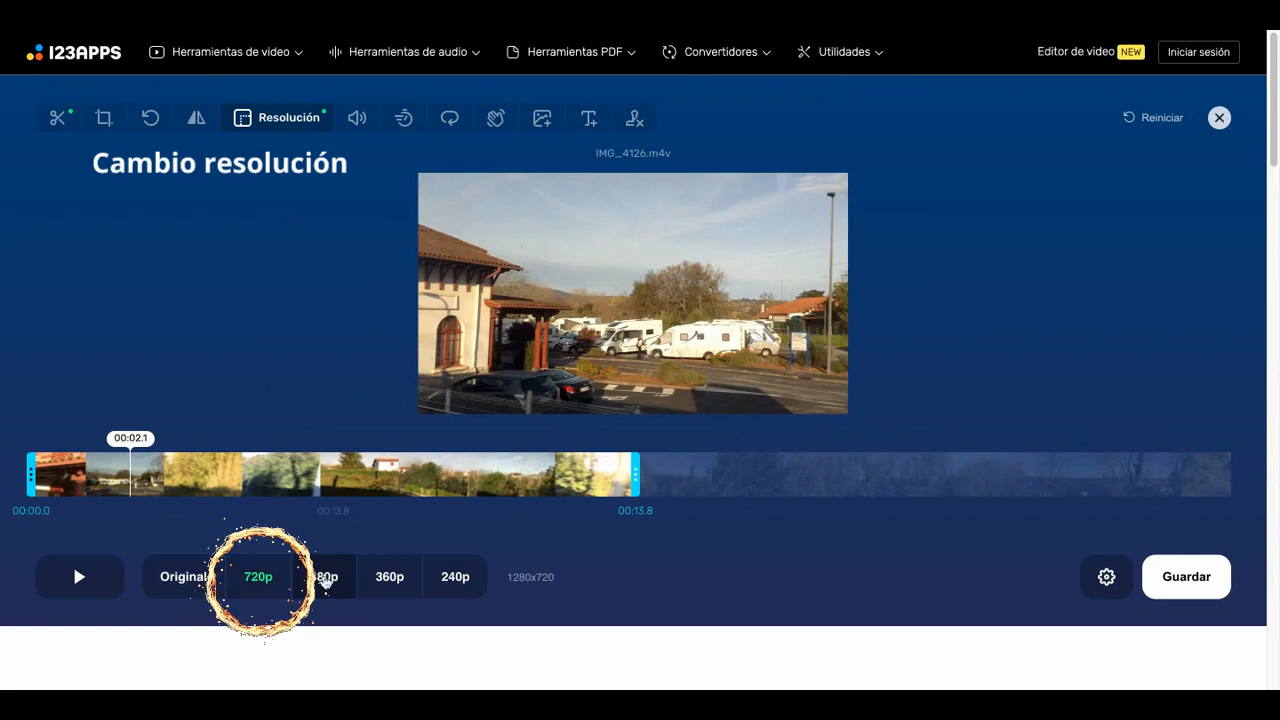 123APPS
Herramientas de video
Herramientas de audio
Herramientas PDF
Convertidores
Utilidades
Editor de video NEW
Iniciar sesión
Resolución
Reiniciar
Cambio resolución
IMG_4126.m4v
00:02.1
00:00.0
00:13.8
00:13.8
Original
720p
360p
240p
1280x720
Guardar